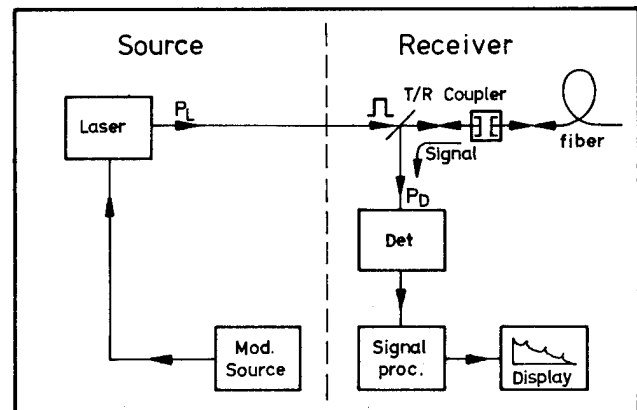 Source
Receiver
T/R Coupler
P_L
Laser
fiber
Signal
P_D
Det
Mod.
Source
Signal
proc.
Display